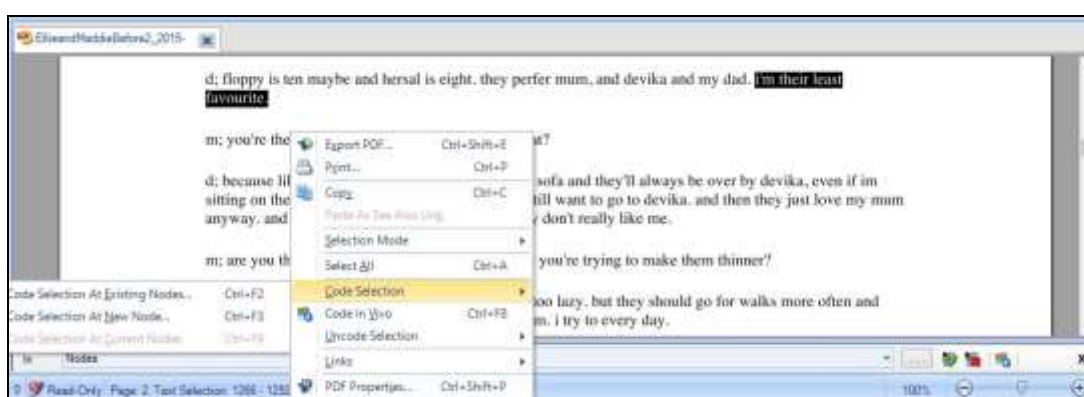 EllieandMaddieBefore2_2015-
d; floppy is ten maybe and hersal is eight. they perfer mum, and devika and my dad. i'm their least
favourite.
m; you're the
d; because lil
sofa and they'll always be over by devika, even if im
sitting on the
till want to go to devika. and then they just love my mum
anyway. and
don't really like me.
m; are you th
you're trying to make them thinner?
too lazy. but they should go for walks more often and
i try to every day.
Export PDF... Ctrl+Shift+E
Print... Ctrl+P
Copy Ctrl+C
Paste As See Also Link
Selection Mode
Select All Ctrl+A
Code Selection
Code In Vivo Ctrl+F8
Uncode Selection
Links
PDF Properties... Ctrl+Shift+P
Code Selection At Existing Nodes... Ctrl+F2
Code Selection At New Node... Ctrl+F3
Code Selection At Current Nodes Ctrl+F9
In Nodes
Read-Only Page: 2 Text Selection: 1266 -
100%